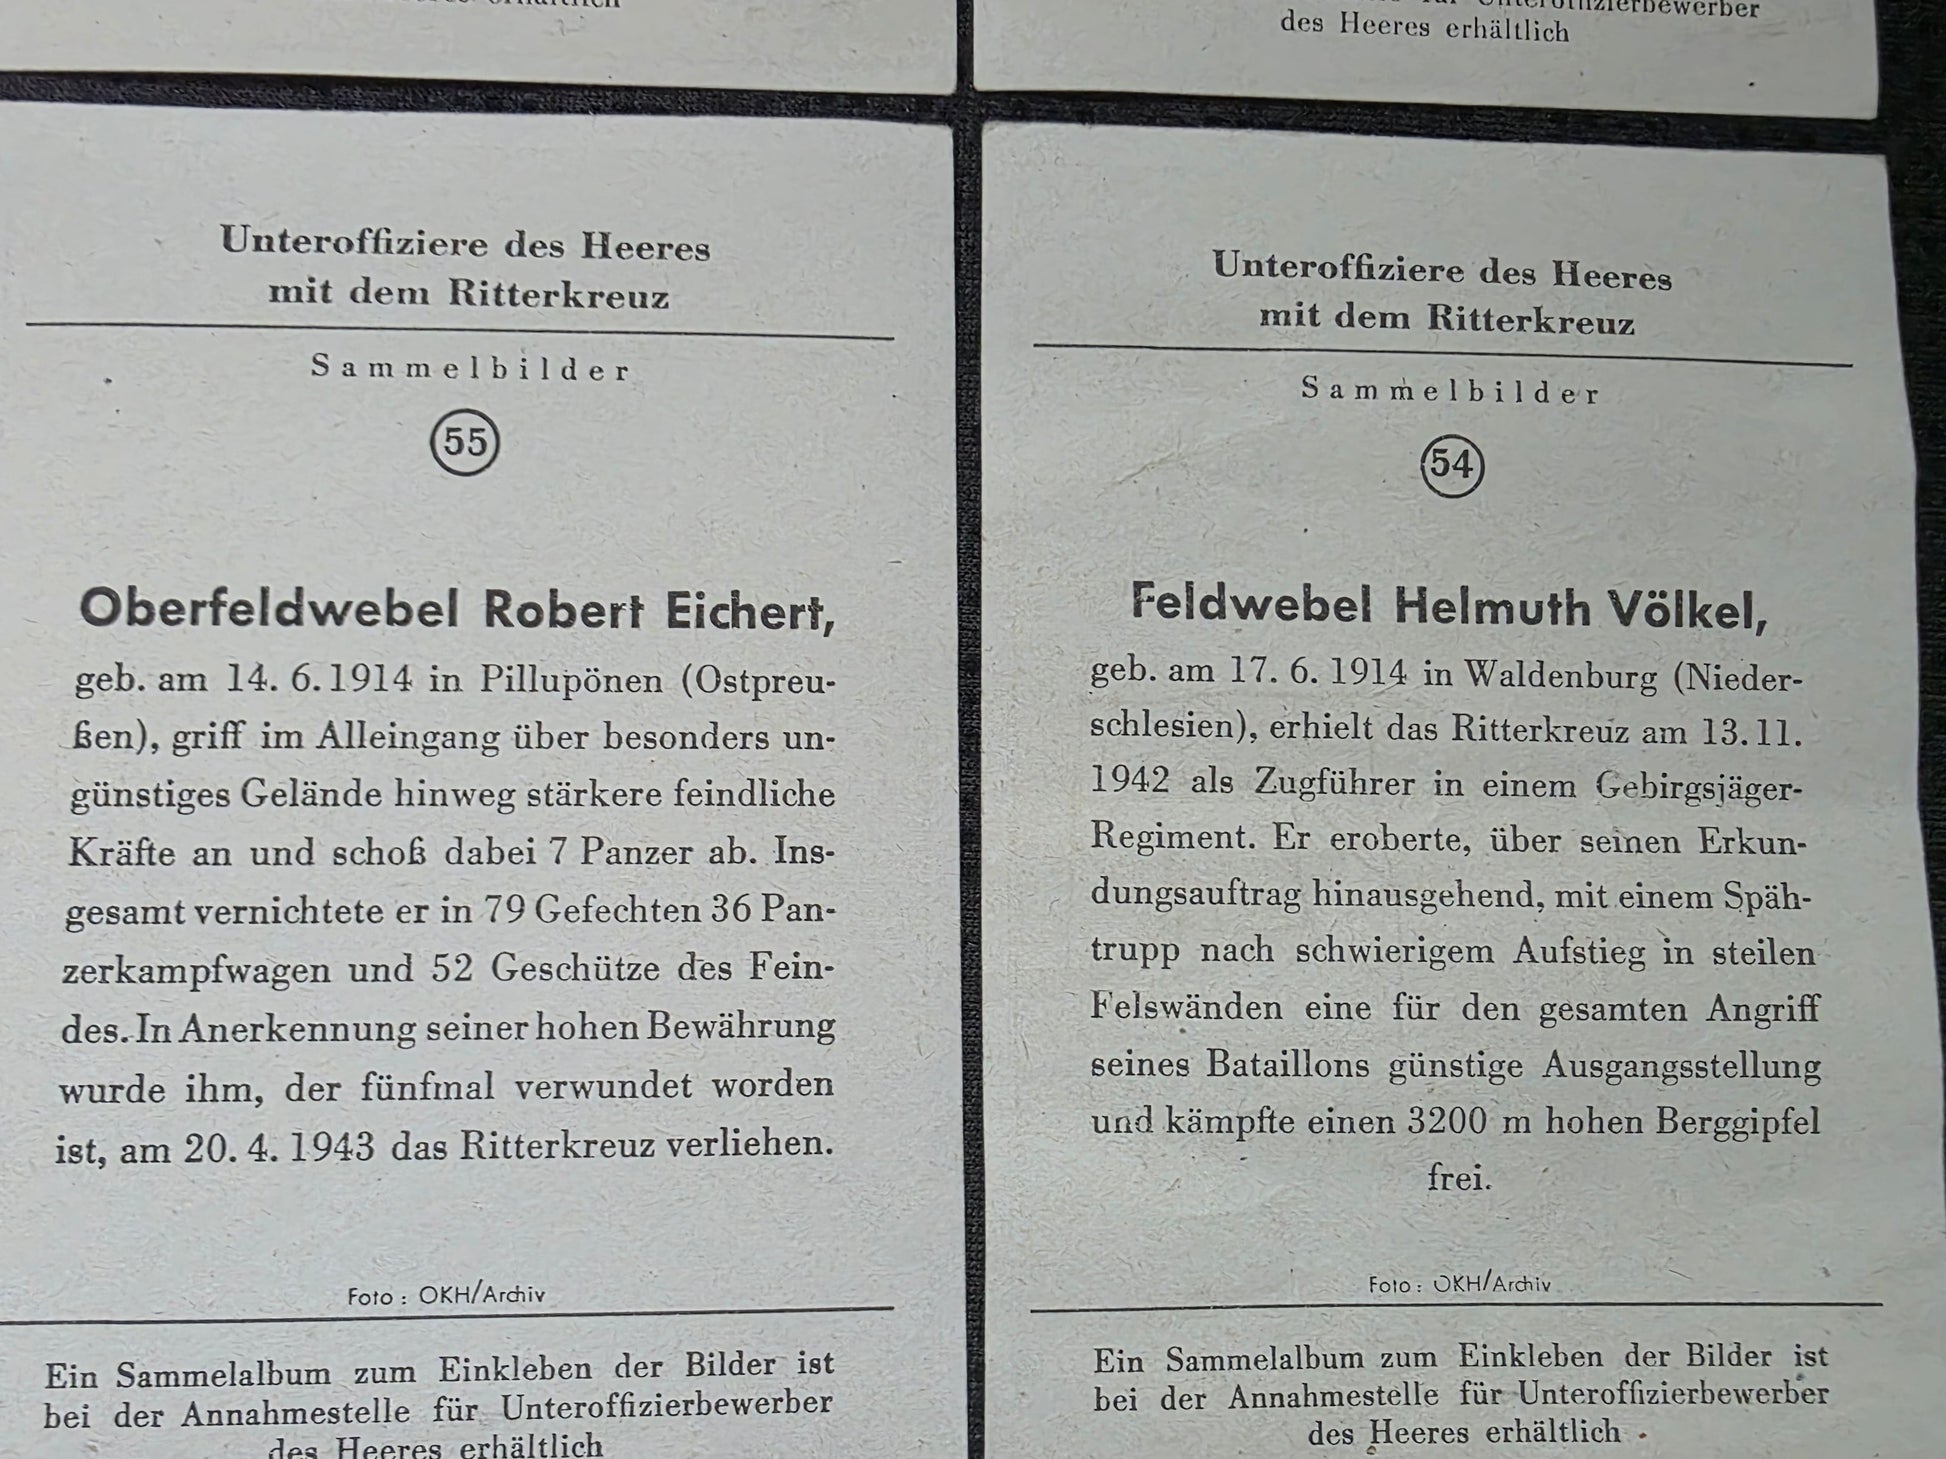 erhältlich
Unteroffizierbewerber
des Heeres erhältlich
Unteroffiziere des Heeres
mit dem Ritterkreuz
Sammelbilder
55
Oberfeldwebel Robert Eichert,
geb. am 14. 6. 1914 in Pillupönen (Ostpreu-
ßen), griff im Alleingang über besonders un-
günstiges Gelände hinweg stärkere feindliche
Kräfte an und schoß dabei 7 Panzer ab. Ins-
gesamt vernichtete er in 79 Gefechten 36 Pan-
zerkampfwagen und 52 Geschütze des Fein-
des. In Anerkennung seiner hohen Bewährung
wurde ihm, der fünfmal verwundet worden
ist, am 20. 4. 1943 das Ritterkreuz verliehen.
Foto: OKH/Archiv
Ein Sammelalbum zum Einkleben der Bilder ist
bei der Annahmestelle für Unteroffizierbewerber
des Heeres erhältlich
Unteroffiziere des Heeres
mit dem Ritterkreuz
Sammelbilder
54
Feldwebel Helmuth Völkel,
geb. am 17. 6. 1914 in Waldenburg (Nieder-
schlesien), erhielt das Ritterkreuz am 13. 11.
1942 als Zugführer in einem Gebirgsjäger-
Regiment. Er eroberte, über seinen Erkun-
dungsauftrag hinausgehend, mit einem Späh-
trupp nach schwierigem Aufstieg in steilen
Felswänden eine für den gesamten Angriff
seines Bataillons günstige Ausgangsstellung
und kämpfte einen 3200 m hohen Berggipfel
frei.
Foto: OKH/Archiv
Ein Sammelalbum zum Einkleben der Bilder ist
bei der Annahmestelle für Unteroffizierbewerber
des Heeres erhältlich